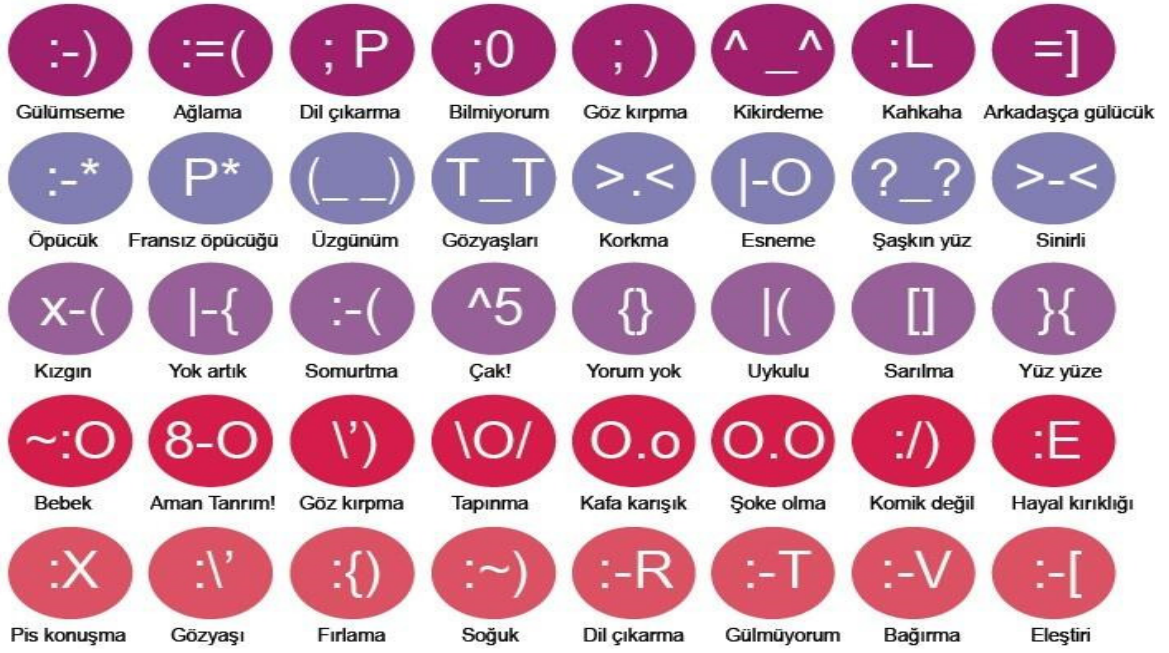 :-) :=( ; P ;0 ; ) ^_^ :L =]
Gülümseme Ağlama Dil çıkarma Bilmiyorum Göz kırpma Kikirdeme Kahkaha Arkadaşça gülücük
:-* P* (_ _) T_T >.< |-O ?_? >-<
Öpücük Fransız öpücüğü Üzgünüm Gözyaşları Korkma Esneme Şaşkın yüz Sinirli
x-( |-{ :-( ^5 {} |( [] }{
Kızgın Yok artık Somurtma Çak! Yorum yok Uykulu Sarılma Yüz yüze
~:O 8-O \’) \O/ O.o O.O :/) :E
Bebek Aman Tanrım! Göz kırpma Tapınma Kafa karışık Şoke olma Komik değil Hayal kırıklığı
:X :\’ :{) :~) :-R :-T :-V :-[
Pis konuşma Gözyaşı Fırlama Soğuk Dil çıkarma Gülmüyorum Bağırma Eleştiri